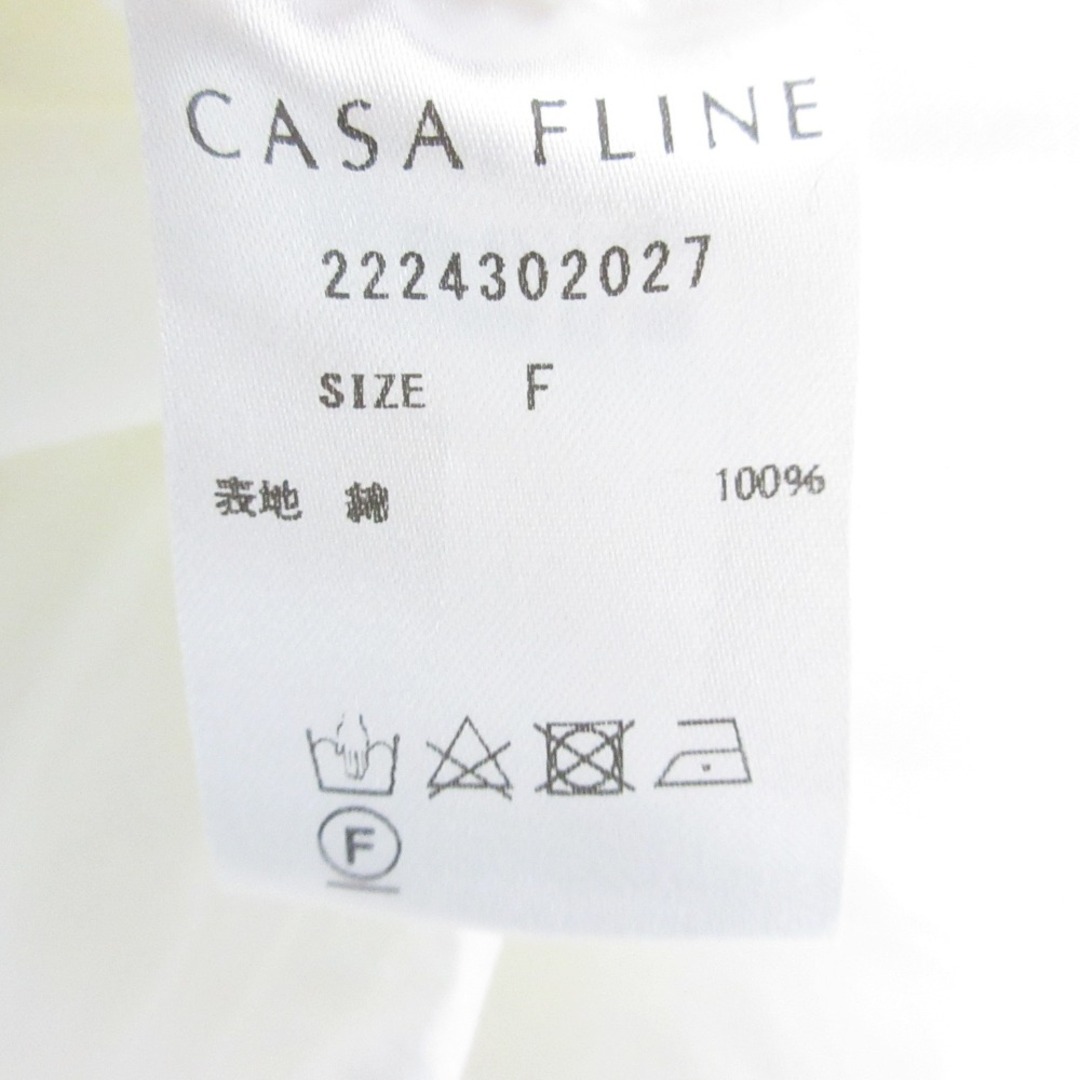 CASA FLINE
2224302027
SIZE F
表地 綿 100%
F